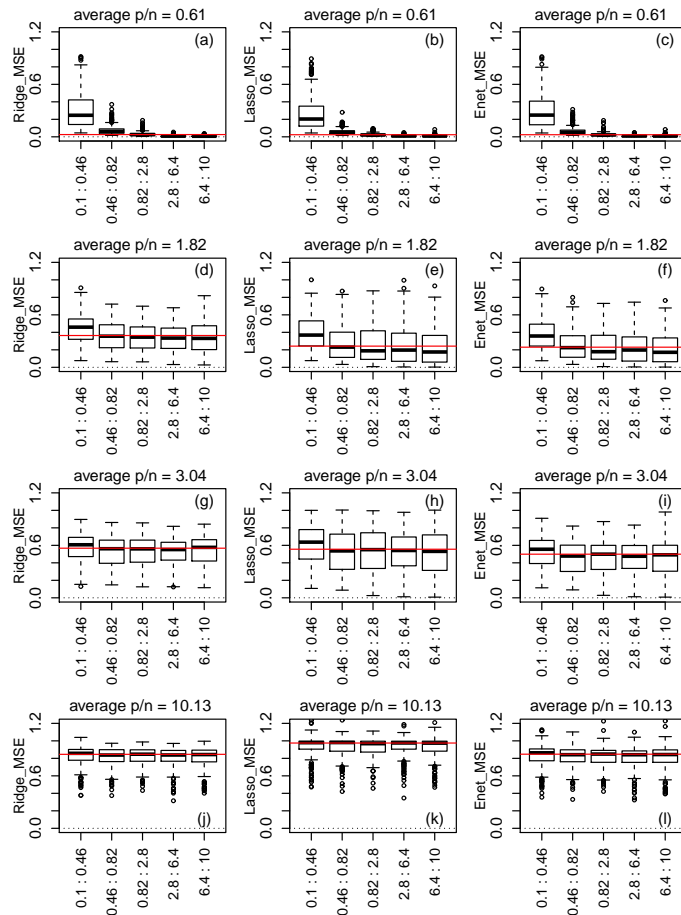 average p/n = 0.61
average p/n = 0.61
average p/n = 0.61
Ridge_MSE
0.0
0.6
1.2
(a)
0.1 : 0.46
0.46 : 0.82
0.82 : 2.8
2.8 : 6.4
6.4 : 10
Lasso_MSE
0.0
0.6
1.2
(b)
0.1 : 0.46
0.46 : 0.82
0.82 : 2.8
2.8 : 6.4
6.4 : 10
Enet_MSE
0.0
0.6
1.2
(c)
0.1 : 0.46
0.46 : 0.82
0.82 : 2.8
2.8 : 6.4
6.4 : 10
average p/n = 1.82
average p/n = 1.82
average p/n = 1.82
Ridge_MSE
0.0
0.6
1.2
(d)
0.1 : 0.46
0.46 : 0.82
0.82 : 2.8
2.8 : 6.4
6.4 : 10
Lasso_MSE
0.0
0.6
1.2
(e)
0.1 : 0.46
0.46 : 0.82
0.82 : 2.8
2.8 : 6.4
6.4 : 10
Enet_MSE
0.0
0.6
1.2
(f)
0.1 : 0.46
0.46 : 0.82
0.82 : 2.8
2.8 : 6.4
6.4 : 10
average p/n = 3.04
average p/n = 3.04
average p/n = 3.04
Ridge_MSE
0.0
0.6
1.2
(g)
0.1 : 0.46
0.46 : 0.82
0.82 : 2.8
2.8 : 6.4
6.4 : 10
Lasso_MSE
0.0
0.6
1.2
(h)
0.1 : 0.46
0.46 : 0.82
0.82 : 2.8
2.8 : 6.4
6.4 : 10
Enet_MSE
0.0
0.6
1.2
(i)
0.1 : 0.46
0.46 : 0.82
0.82 : 2.8
2.8 : 6.4
6.4 : 10
average p/n = 10.13
average p/n = 10.13
average p/n = 10.13
Ridge_MSE
0.0
0.6
1.2
(j)
0.1 : 0.46
0.46 : 0.82
0.82 : 2.8
2.8 : 6.4
6.4 : 10
Lasso_MSE
0.0
0.6
1.2
(k)
0.1 : 0.46
0.46 : 0.82
0.82 : 2.8
2.8 : 6.4
6.4 : 10
Enet_MSE
0.0
0.6
1.2
(l)
0.1 : 0.46
0.46 : 0.82
0.82 : 2.8
2.8 : 6.4
6.4 : 10